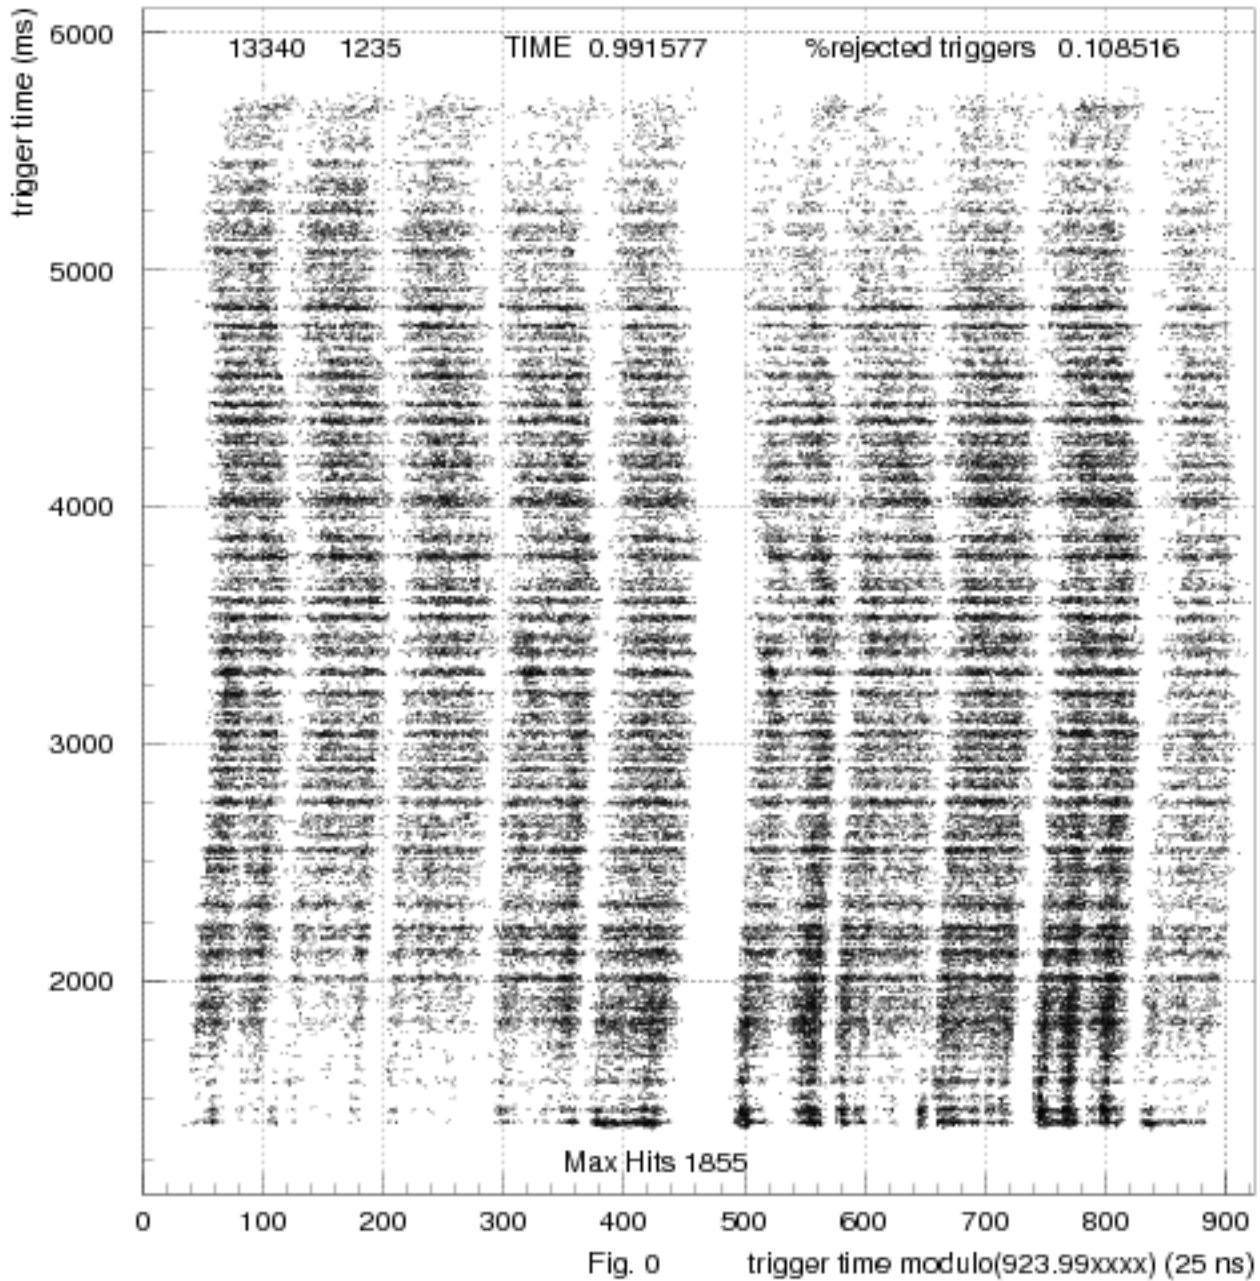 trigger time (ms)
6000
13340 1235 TIME 0.991577 %rejected triggers 0.108516
5000
4000
3000
2000
Max Hits 1855
0 100 200 300 400 500 600 700 800 900
Fig. 0 trigger time modulo(923.99xxxx) (25 ns)